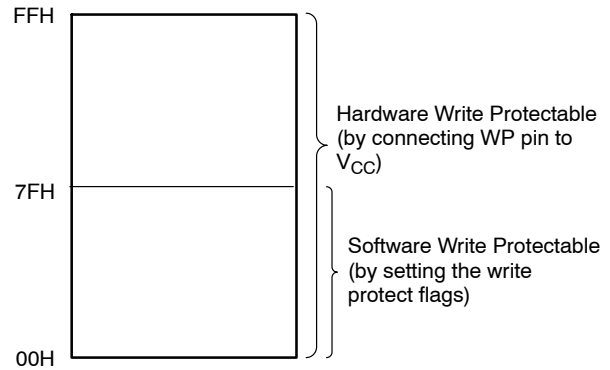 FFH
Hardware Write Protectable
(by connecting WP pin to
VCC)
7FH
Software Write Protectable
(by setting the write
protect flags)
00H